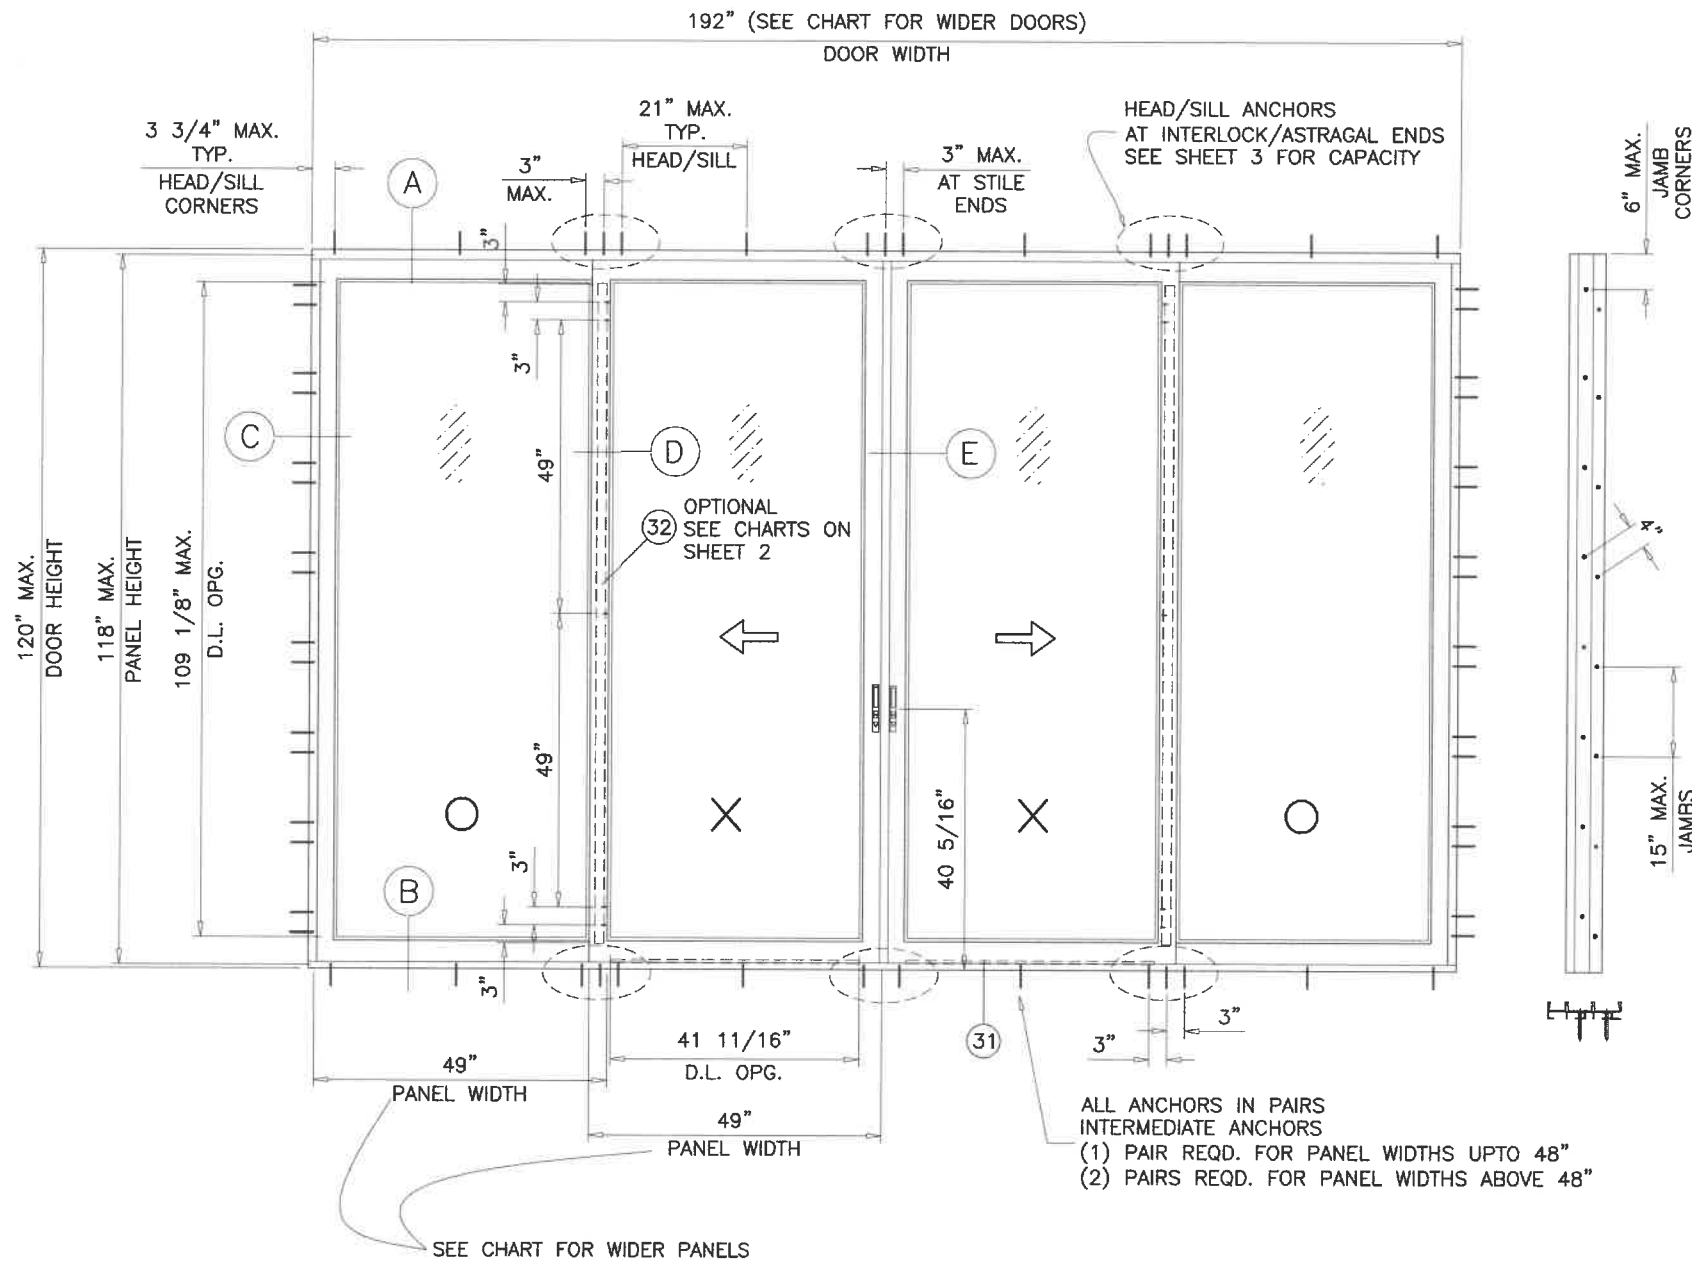 192" (SEE CHART FOR WIDER DOORS)
DOOR WIDTH
3 3/4" MAX.
TYP.
HEAD/SILL
CORNERS
A
3"
MAX.
21" MAX.
TYP.
HEAD/SILL
3" MAX.
AT STILE
ENDS
HEAD/SILL ANCHORS
AT INTERLOCK/ASTRAGAL ENDS
SEE SHEET 3 FOR CAPACITY
6" MAX.
JAMB
CORNERS
3"
3"
C
D
E
49"
32
OPTIONAL
SEE CHARTS ON
SHEET 2
4"
120" MAX.
DOOR HEIGHT
118" MAX.
PANEL HEIGHT
109 1/8" MAX.
D.L. OPG.
49"
40 5/16"
15" MAX.
JAMBS
O
X
X
O
B
3"
3"
31
3"
3"
41 11/16"
D.L. OPG.
49"
PANEL WIDTH
49"
PANEL WIDTH
ALL ANCHORS IN PAIRS
INTERMEDIATE ANCHORS
(1) PAIR REQD. FOR PANEL WIDTHS UPTO 48"
(2) PAIRS REQD. FOR PANEL WIDTHS ABOVE 48"
SEE CHART FOR WIDER PANELS